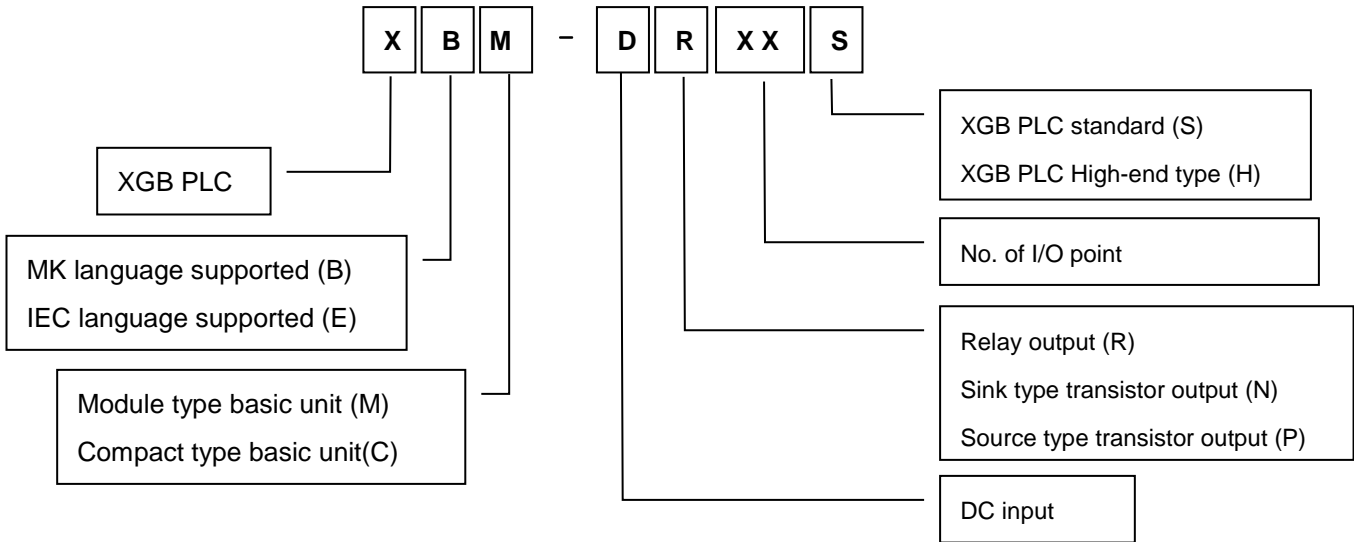 X B M - D R X X S
XGB PLC standard (S)
XGB PLC High-end type (H)
XGB PLC
No. of I/O point
MK language supported (B)
IEC language supported (E)
Relay output (R)
Sink type transistor output (N)
Source type transistor output (P)
Module type basic unit (M)
Compact type basic unit(C)
DC input